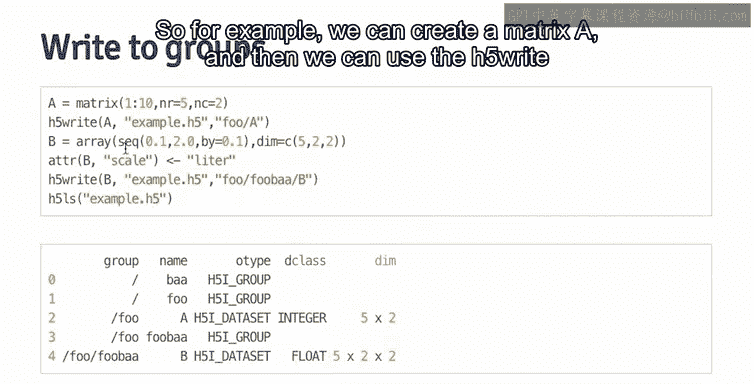 So for example, we can create a matrix A,
and then we can use the h5write
Write to groups
A = matrix(1:10,nr=5,nc=2)
h5write(A, "example.h5","foo/A")
B = array(seq(0.1,2.0,by=0.1),dim=c(5,2,2))
attr(B, "scale") <- "liter"
h5write(B, "example.h5","foo/foobaa/B")
h5ls("example.h5")
group name otype dclass dim
0 / baa H5I_GROUP
1 / foo H5I_GROUP
2 /foo A H5I_DATASET INTEGER 5 x 2
3 /foo foobaa H5I_GROUP
4 /foo/foobaa B H5I_DATASET FLOAT 5 x 2 x 2